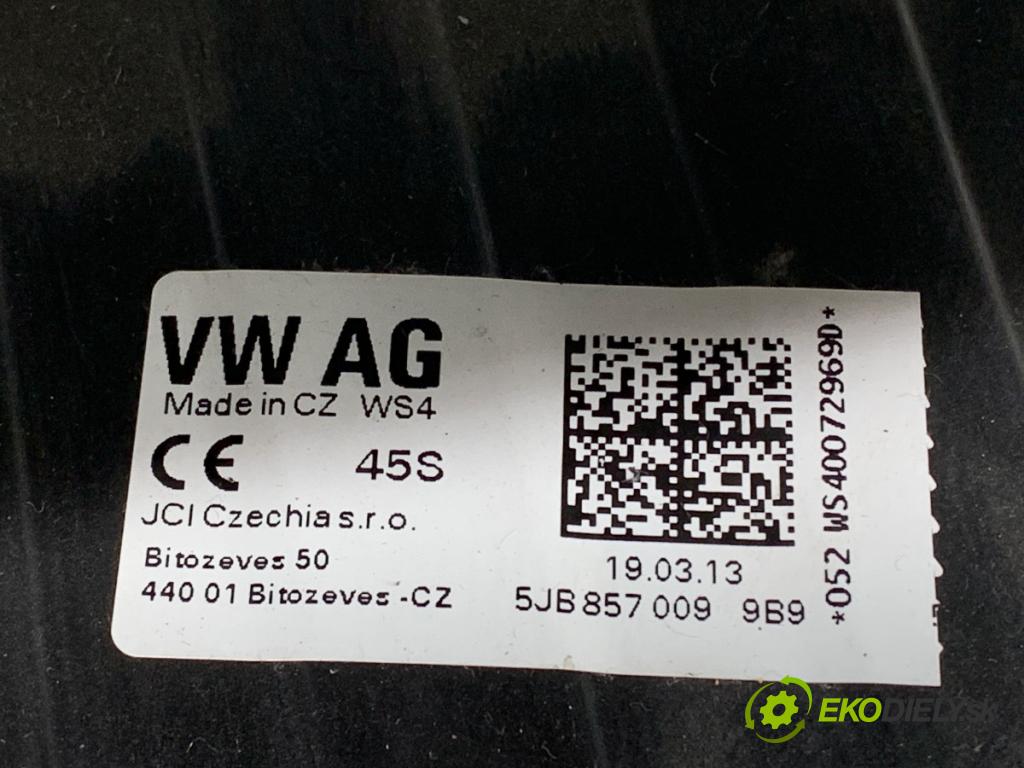 VW AG
Made in CZ WS4
CE 45S
JCI Czechia s.r.o.
Bitozeves 50
440 01 Bitozeves -CZ
19.03.13
5JB 857 009 9B9
*052 WS40072969D*
EKODIELY.sk